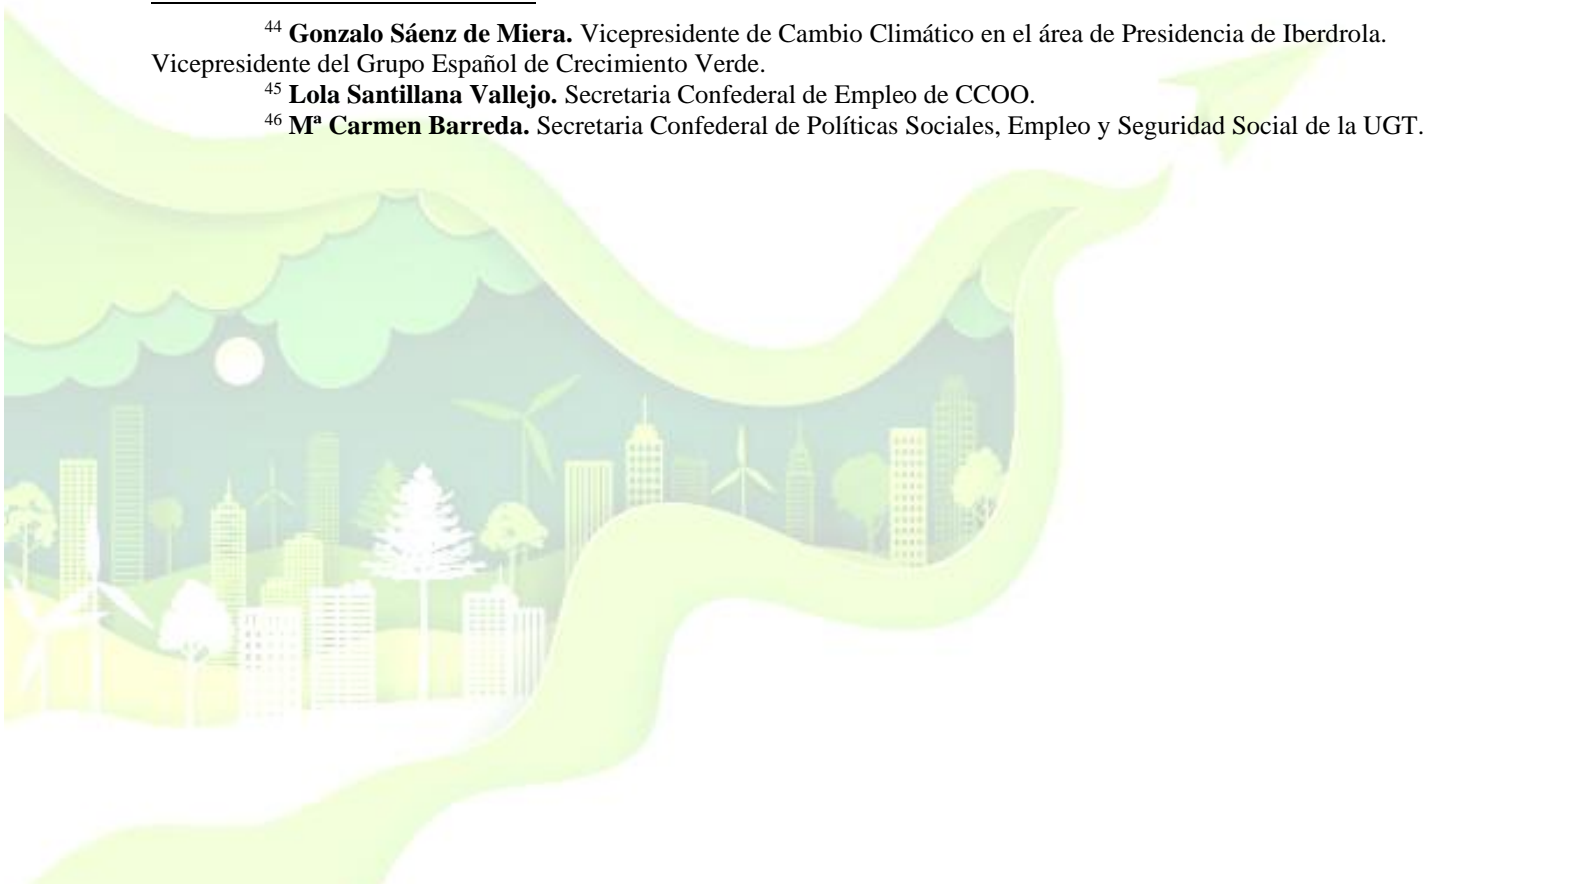 44 Gonzalo Sáenz de Miera. Vicepresidente de Cambio Climático en el área de Presidencia de Iberdrola.
Vicepresidente del Grupo Español de Crecimiento Verde.
45 Lola Santillana Vallejo. Secretaria Confederal de Empleo de CCOO.
46 Mª Carmen Barreda. Secretaria Confederal de Políticas Sociales, Empleo y Seguridad Social de la UGT.